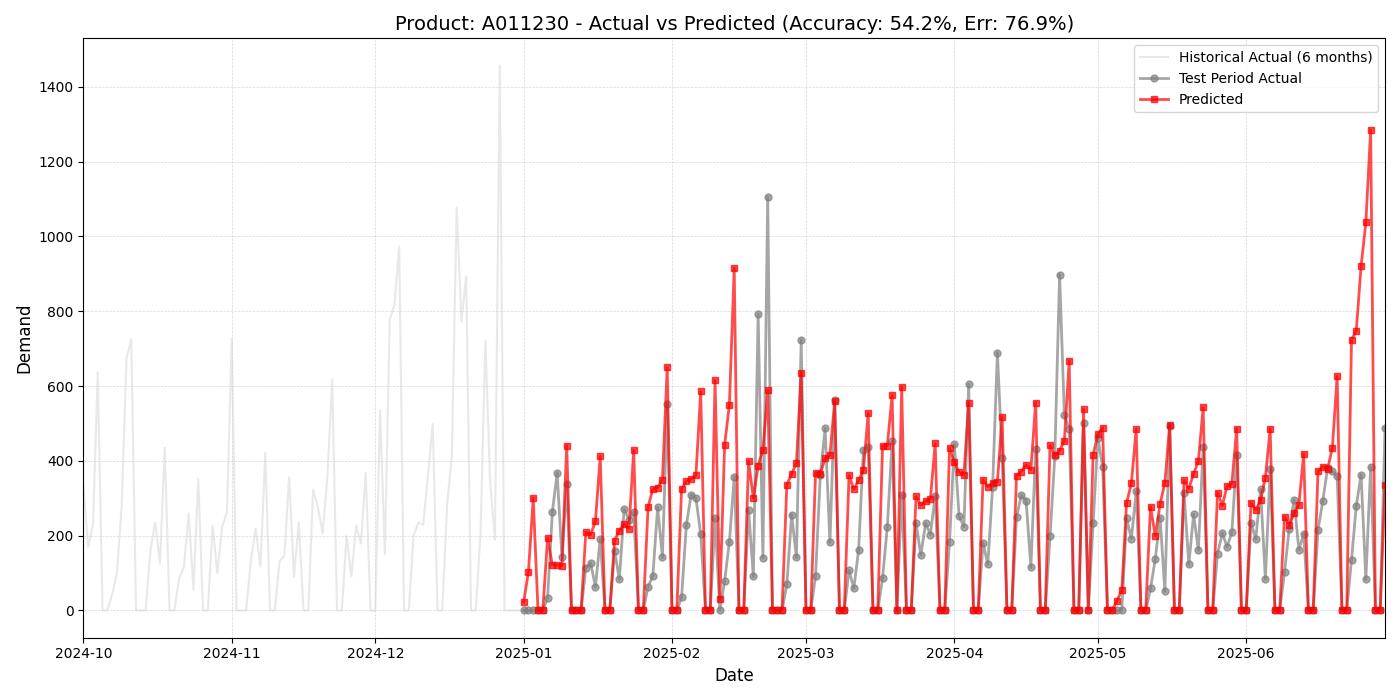 Product: A011230 - Actual vs Predicted (Accuracy: 54.2%, Err: 76.9%)
Historical Actual (6 months)
Test Period Actual
Predicted
Demand
1400
1200
1000
800
600
400
200
0
2024-10
2024-11
2024-12
2025-01
2025-02
2025-03
2025-04
2025-05
2025-06
Date